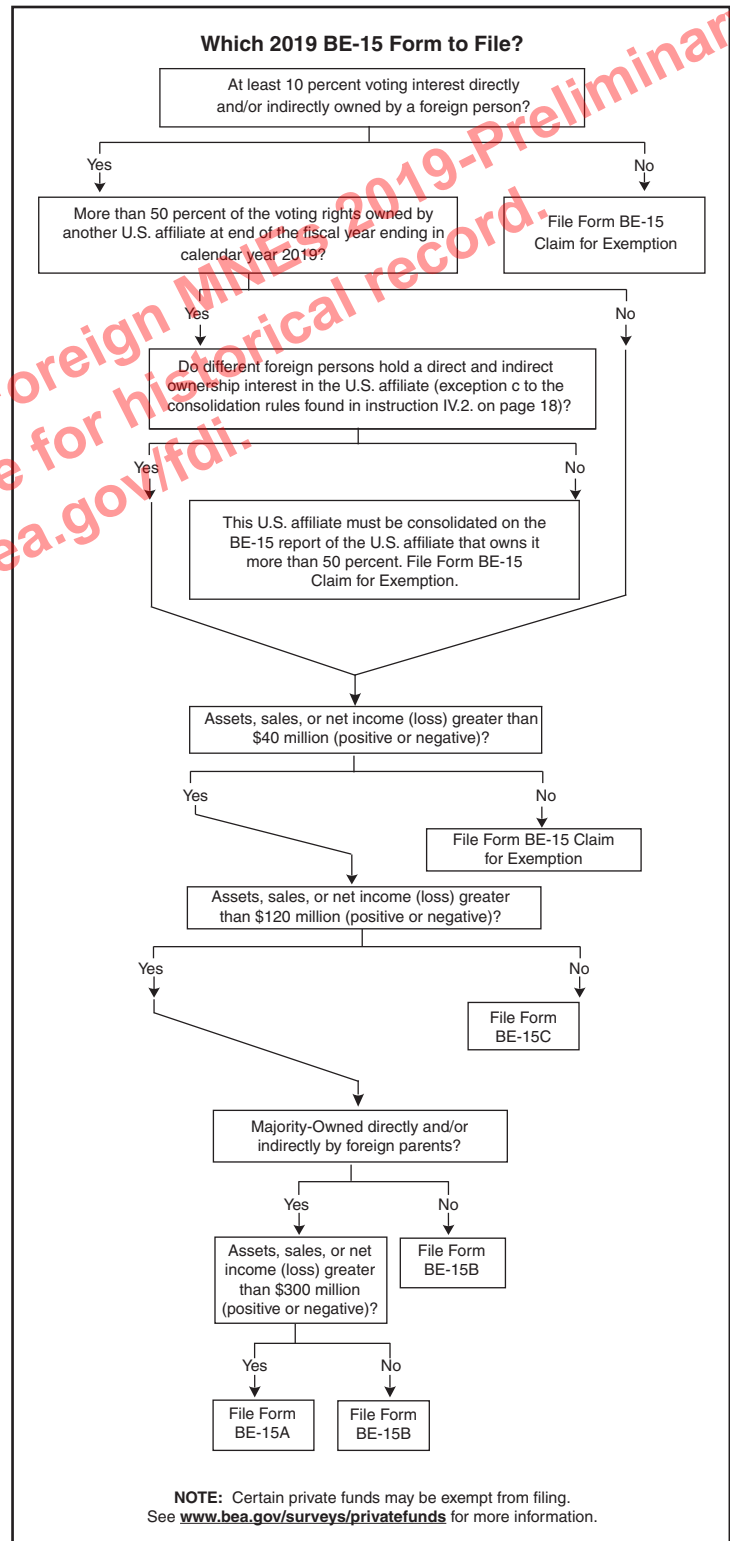 Which 2019 BE-15 Form to File?
At least 10 percent voting interest directly
and/or indirectly owned by a foreign person?
Yes
No
More than 50 percent of the voting rights owned by
another U.S. affiliate at end of the fiscal year ending in
calendar year 2019?
File Form BE-15
Claim for Exemption
Yes
No
Do different foreign persons hold a direct and indirect
ownership interest in the U.S. affiliate (exception c to the
consolidation rules found in instruction IV.2. on page 18)?
Yes
No
This U.S. affiliate must be consolidated on the
BE-15 report of the U.S. affiliate that owns it
more than 50 percent. File Form BE-15
Claim for Exemption.
Assets, sales, or net income (loss) greater than
$40 million (positive or negative)?
Yes
No
File Form BE-15 Claim
for Exemption
Assets, sales, or net income (loss) greater
than $120 million (positive or negative)?
Yes
No
File Form
BE-15C
Majority-Owned directly and/or
indirectly by foreign parents?
Yes
No
Assets, sales, or net
income (loss) greater
than $300 million
(positive or negative)?
File Form
BE-15B
Yes
No
File Form
BE-15A
File Form
BE-15B
NOTE: Certain private funds may be exempt from filing.
See www.bea.gov/surveys/privatefunds for more information.
oreign MNEs 2019-Preliminar
e for historical record.
ea.gov/fdi.